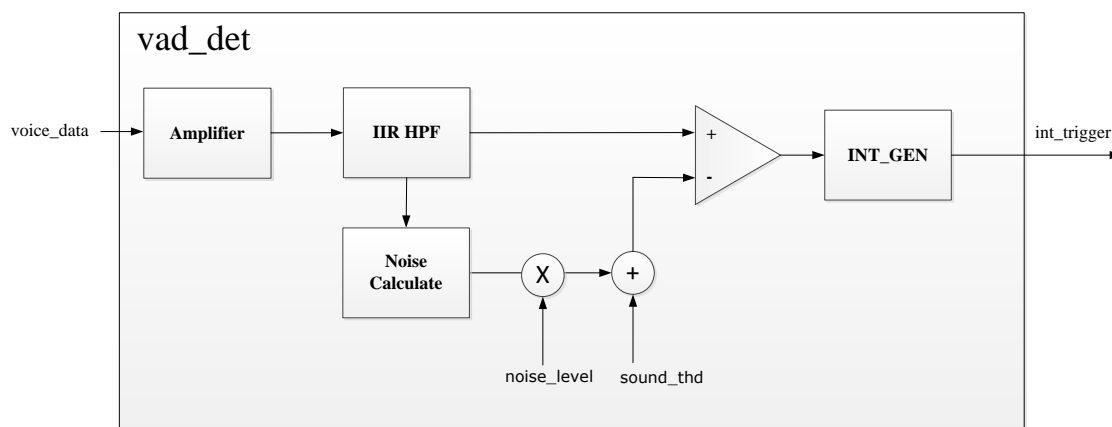 vad_det
voice_data
Amplifier
IIR HPF
+
-
INT_GEN
int_trigger
Noise
Calculate
X
+
noise_level
sound_thd